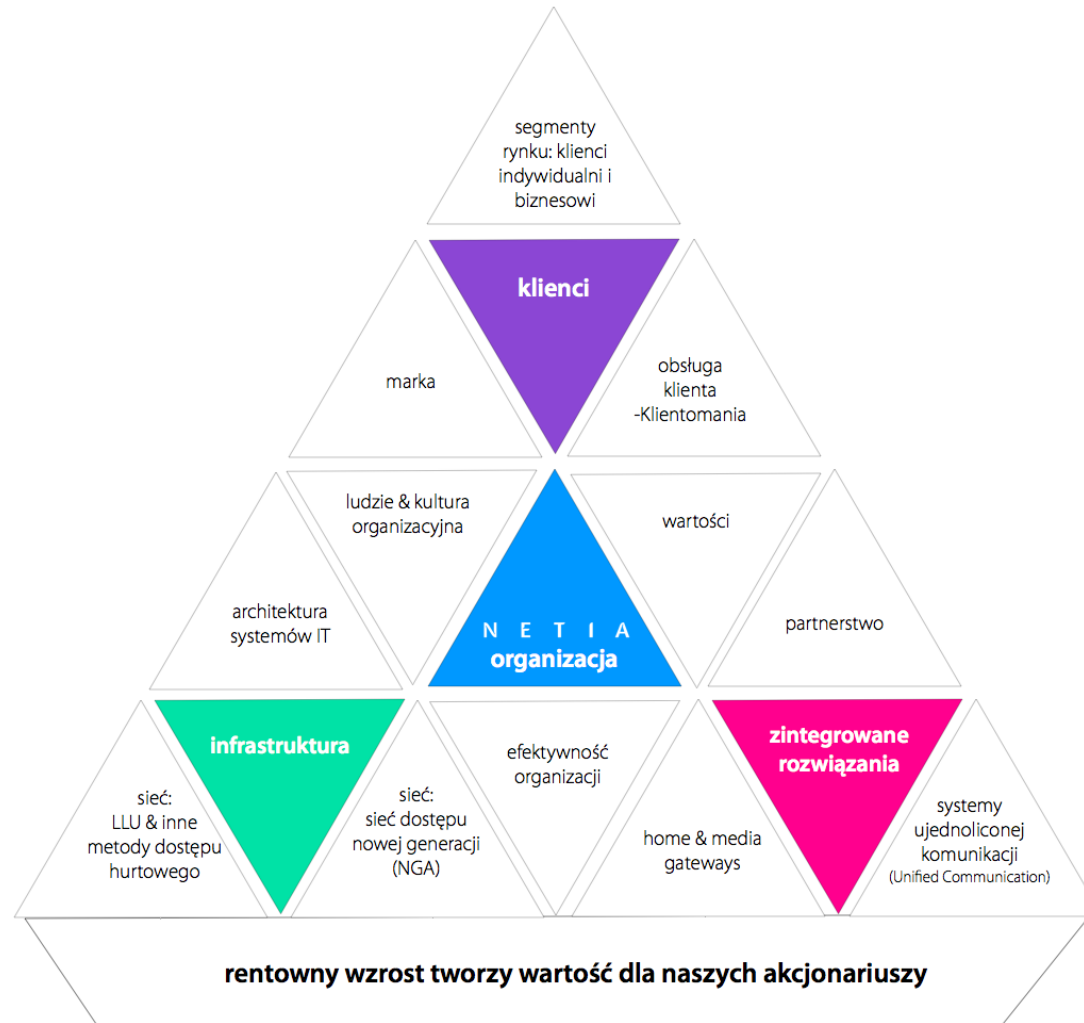 segmenty
rynku: klienci
indywidualni i
biznesowi
klienci
marka
obsługa
klienta
-Klientomania
ludzie & kultura
organizacyjna
wartości
architektura
systemów IT
NETIA
organizacja
partnerstwo
infrastruktura
zintegrowane
rozwiązania
sieć:
LLU & inne
metody dostępu
hurtowego
sieć:
sieć dostępu
nowej generacji
(NGA)
efektywność
organizacji
home & media
gateways
systemy
ujednoliconej
komunikacji
(Unified Communication)
rentowny wzrost tworzy wartość dla naszych akcjonariuszy